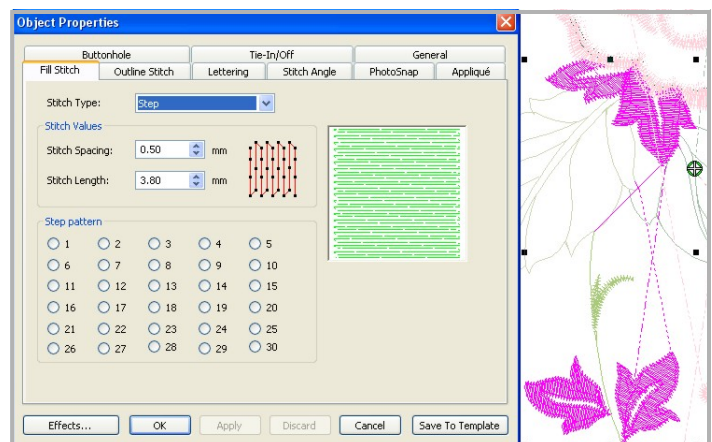 Object Properties
Buttonhole Tie-In/Off General
Fill Stitch Outline Stitch Lettering Stitch Angle PhotoSnap Appliqué
Stitch Type: Step
Stitch Values
Stitch Spacing: 0.50 mm
Stitch Length: 3.80 mm
Step pattern
1 2 3 4 5
6 7 8 9 10
11 12 13 14 15
16 17 18 19 20
21 22 23 24 25
26 27 28 29 30
Effects... OK Apply Discard Cancel Save To Template